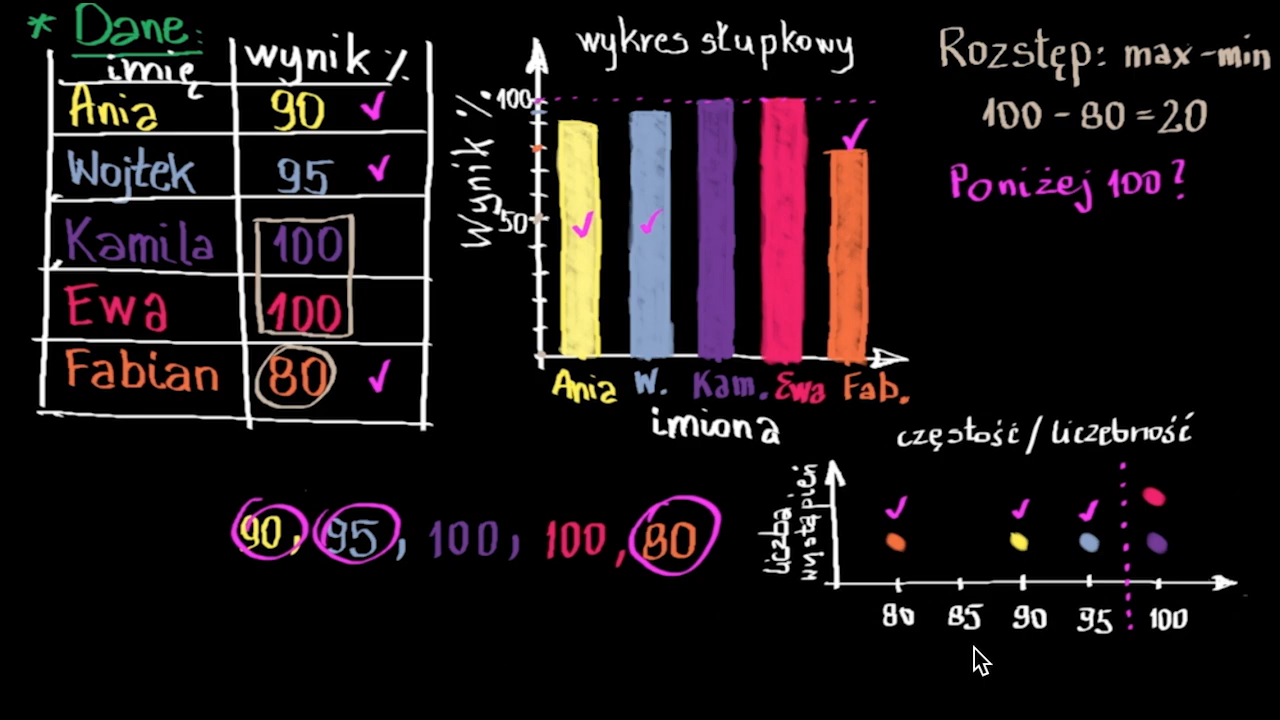 * Dane:
imię wynik %
Ania 90
Wojtek 95
Kamila 100
Ewa 100
Fabian 80
90, 95, 100, 100, 80
wykres słupkowy
Wynik %
100
50
Ania W. Kam. Ewa Fab.
imiona
Rozstęp: max-min
100 - 80 = 20
Poniżej 100?
częstość / liczebność
liczba wystąpień
80 85 90 95 100